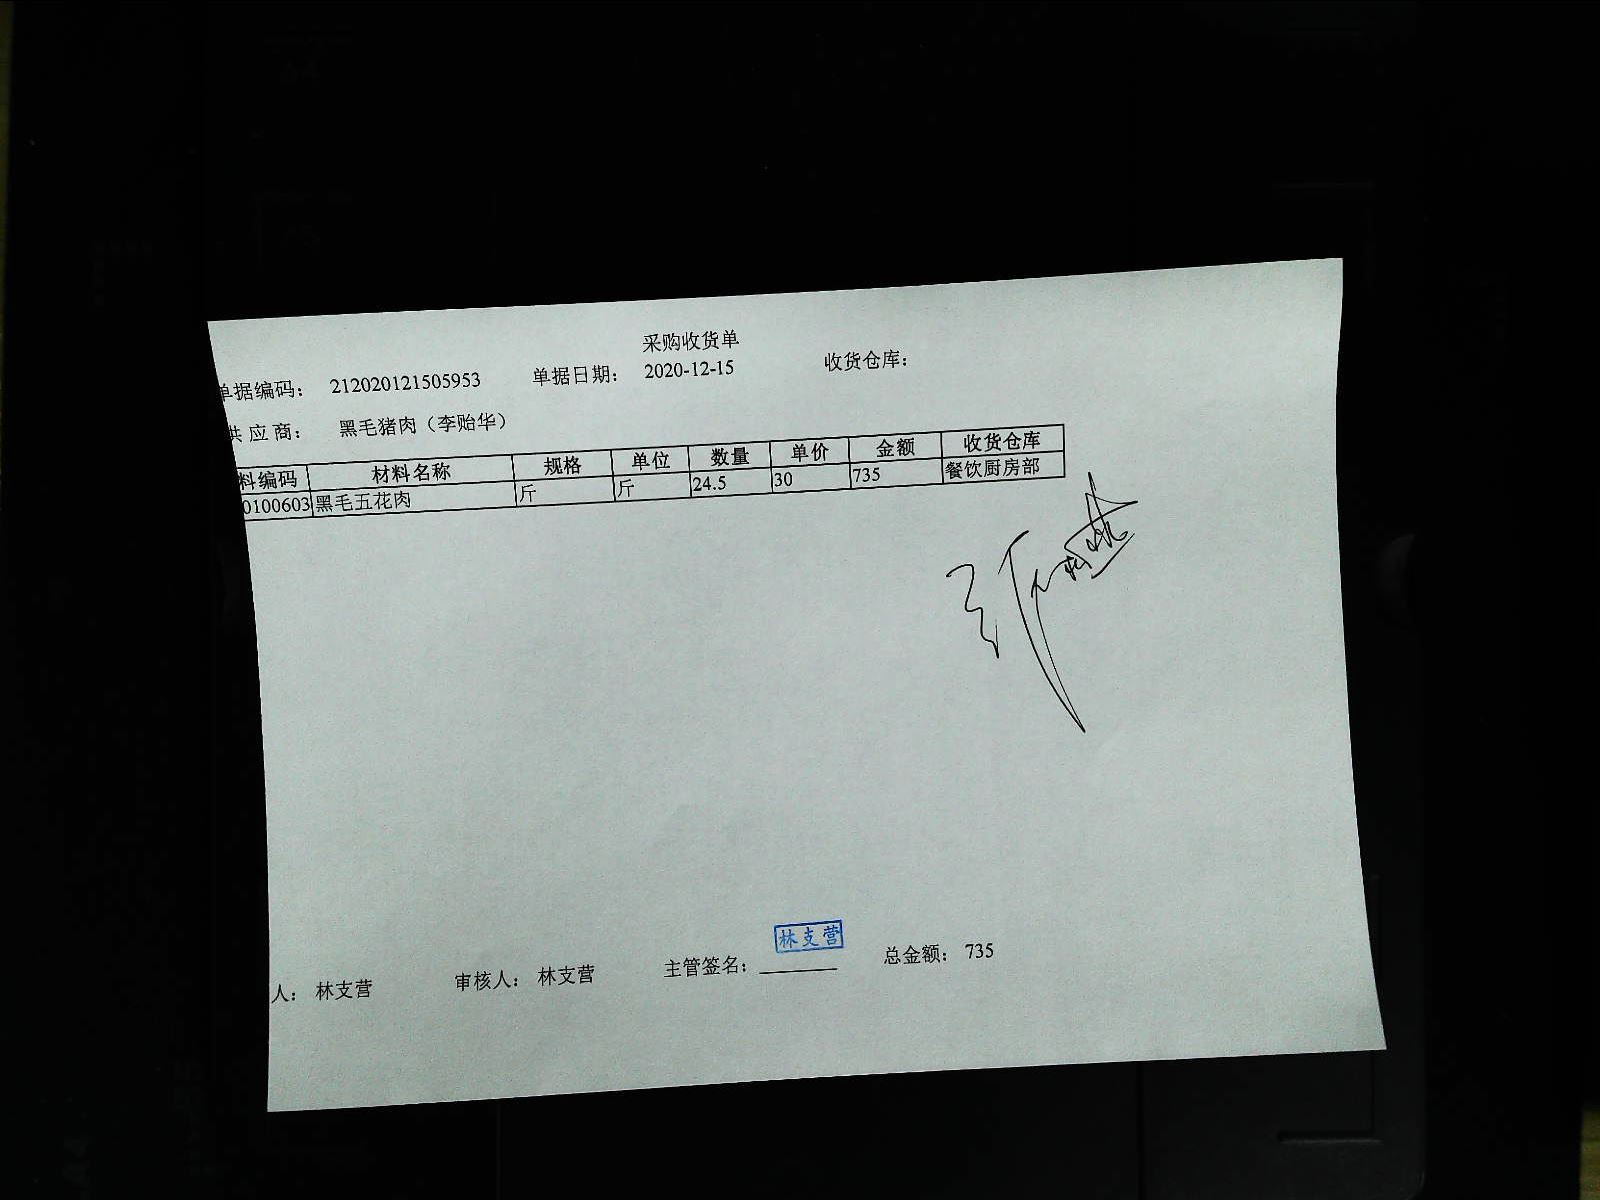 采购收货单
单据编码： 212020121505953 单据日期： 2020-12-15 收货仓库：
供 应 商： 黑毛猪肉（李贻华）
料编码 材料名称 规格 单位 数量 单价 金额 收货仓库
0100603 黑毛五花肉 斤 斤 24.5 30 735 餐饮厨房部
林支营
人： 林支营 审核人： 林支营 主管签名： 总金额： 735